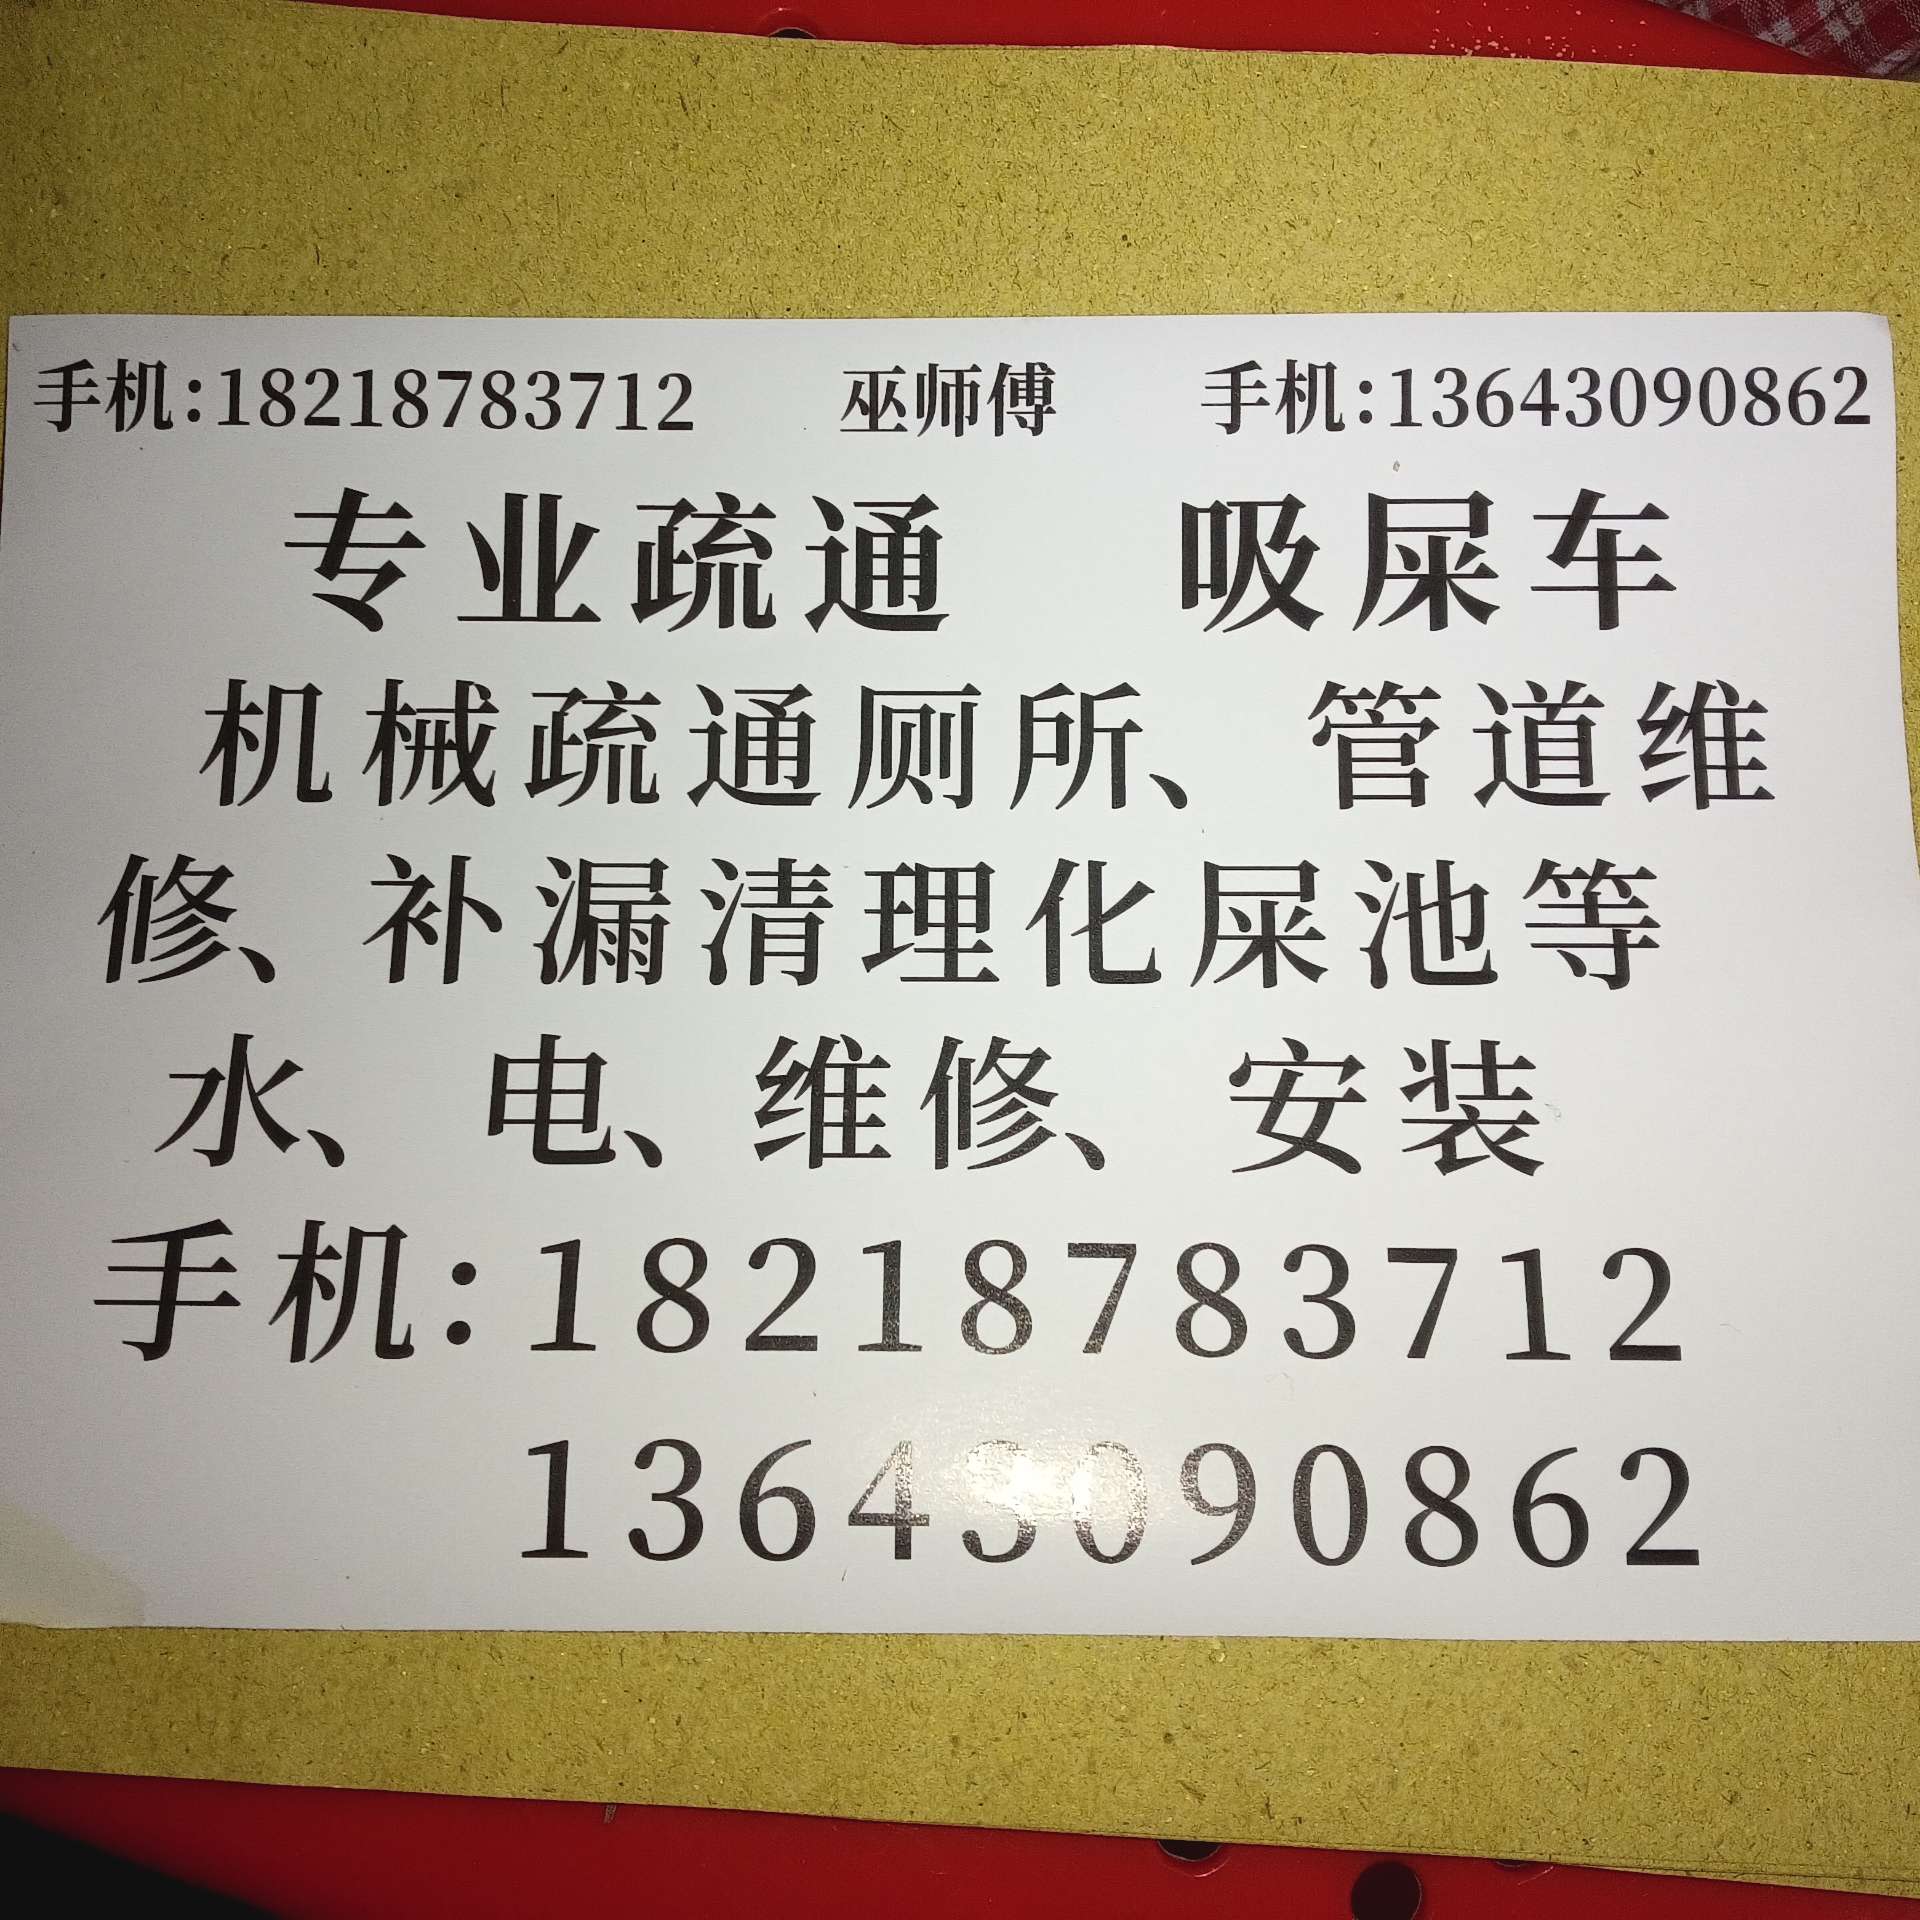 手机:18218783712 巫师傅 手机:13643090862
专业疏通 吸屎车
机械疏通厕所、管道维
修、补漏清理化屎池等
水、电、维修、安装
手机:18218783712
13643090862